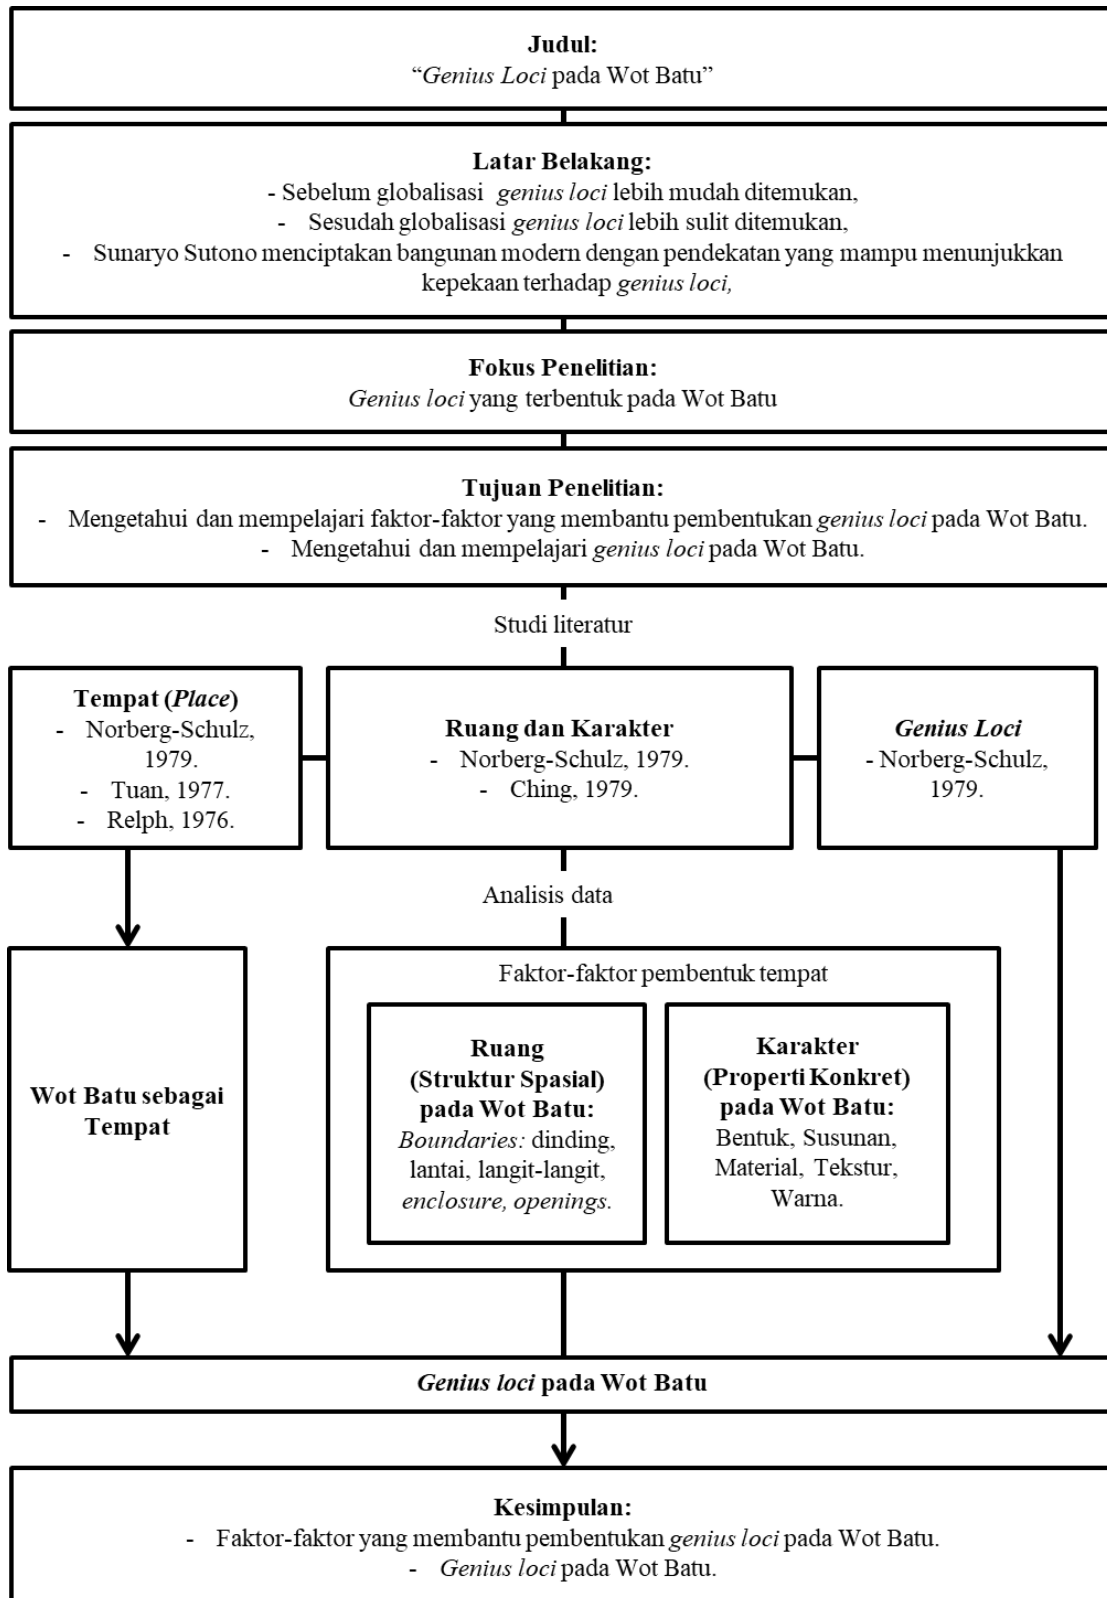 Judul:
“Genius Loci pada Wot Batu”
Latar Belakang:
- Sebelum globalisasi genius loci lebih mudah ditemukan,
- Sesudah globalisasi genius loci lebih sulit ditemukan,
- Sunaryo Sutono menciptakan bangunan modern dengan pendekatan yang mampu menunjukkan
kepekaan terhadap genius loci,
Fokus Penelitian:
Genius loci yang terbentuk pada Wot Batu
Tujuan Penelitian:
- Mengetahui dan mempelajari faktor-faktor yang membantu pembentukan genius loci pada Wot Batu.
- Mengetahui dan mempelajari genius loci pada Wot Batu.
Studi literatur
Tempat (Place)
- Norberg-Schulz,
1979.
- Tuan, 1977.
- Relph, 1976.
Ruang dan Karakter
- Norberg-Schulz, 1979.
- Ching, 1979.
Genius Loci
- Norberg-Schulz,
1979.
Analisis data
Wot Batu sebagai
Tempat
Faktor-faktor pembentuk tempat
Ruang
(Struktur Spasial)
pada Wot Batu:
Boundaries: dinding,
lantai, langit-langit,
enclosure, openings.
Karakter
(Properti Konkret)
pada Wot Batu:
Bentuk, Susunan,
Material, Tekstur,
Warna.
Genius loci pada Wot Batu
Kesimpulan:
- Faktor-faktor yang membantu pembentukan genius loci pada Wot Batu.
- Genius loci pada Wot Batu.